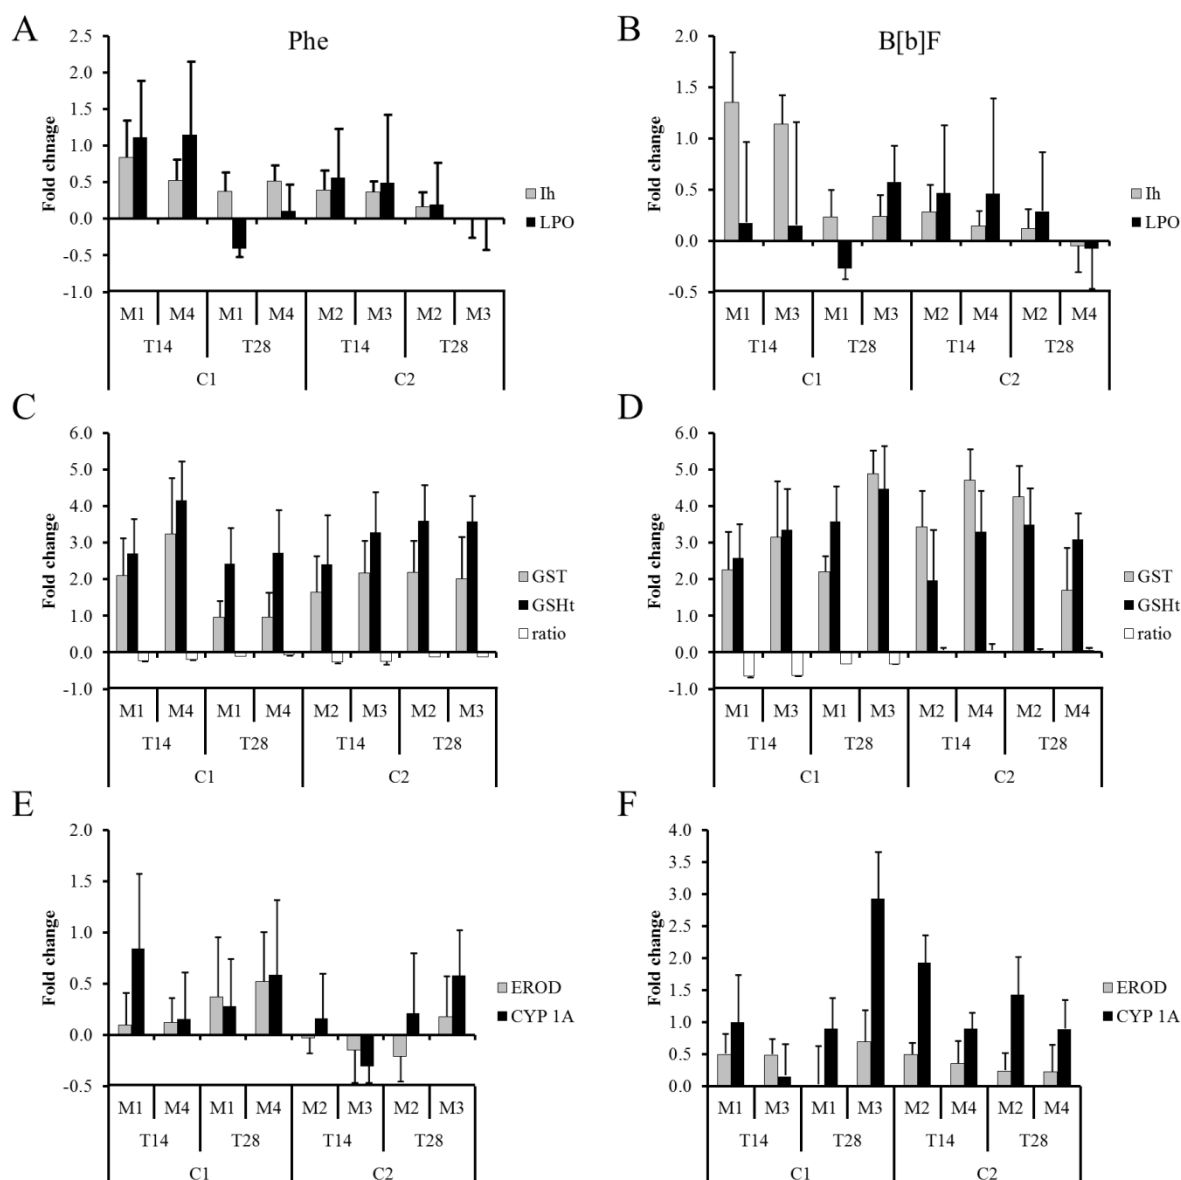 A
Phe
Fold chnage
2.5
2.0
1.5
1.0
0.5
0.0
-0.5
-1.0
Ih
LPO
M1 M4 M1 M4 M2 M3 M2 M3
T14 T28 T14 T28
C1 C2
B
B[b]F
Fold change
2.0
1.5
1.0
0.5
0.0
-0.5
Ih
LPO
M1 M3 M1 M3 M2 M4 M2 M4
T14 T28 T14 T28
C1 C2
C
Fold change
6.0
5.0
4.0
3.0
2.0
1.0
0.0
-1.0
GST
GSHt
ratio
M1 M4 M1 M4 M2 M3 M2 M3
T14 T28 T14 T28
C1 C2
D
Fold change
6.0
5.0
4.0
3.0
2.0
1.0
0.0
-1.0
GST
GSHt
ratio
M1 M3 M1 M3 M2 M4 M2 M4
T14 T28 T14 T28
C1 C2
E
Fold change
2.0
1.5
1.0
0.5
0.0
-0.5
EROD
CYP 1A
M1 M4 M1 M4 M2 M3 M2 M3
T14 T28 T14 T28
C1 C2
F
Fold change
4.0
3.5
3.0
2.5
2.0
1.5
1.0
0.5
0.0
EROD
CYP 1A
M1 M3 M1 M3 M2 M4 M2 M4
T14 T28 T14 T28
C1 C2